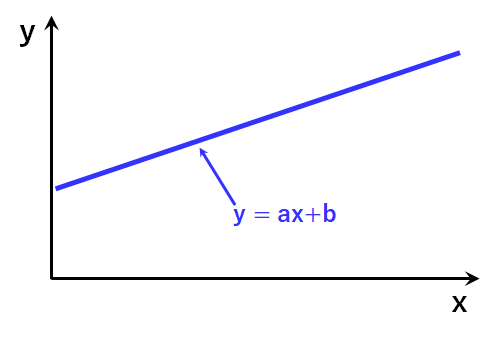 y
y = ax+b
x